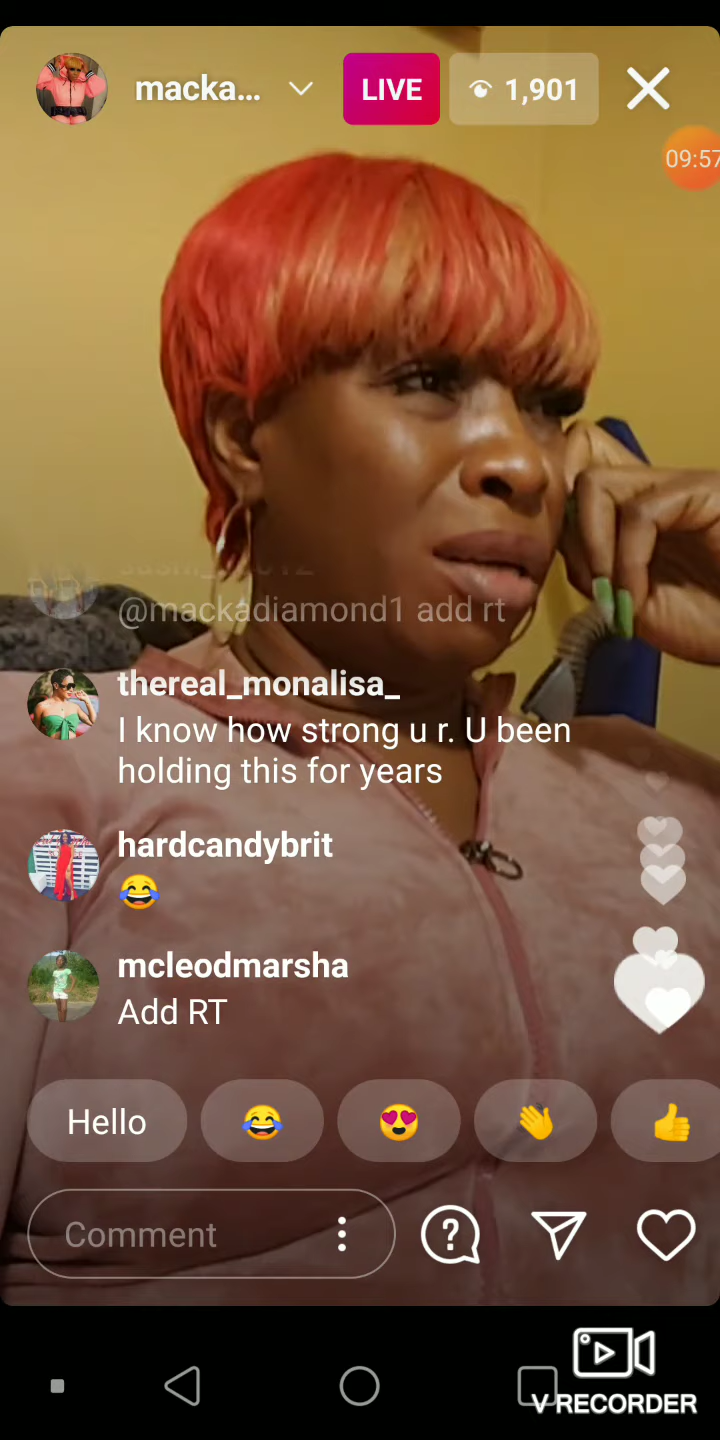 macka...
LIVE
1,901
09:57
@mackadiamond1 add rt
thereal_monalisa_
I know how strong u r. U been
holding this for years
hardcandybrit
😂
mcleodmarsha
Add RT
Hello
Comment
V RECORDER